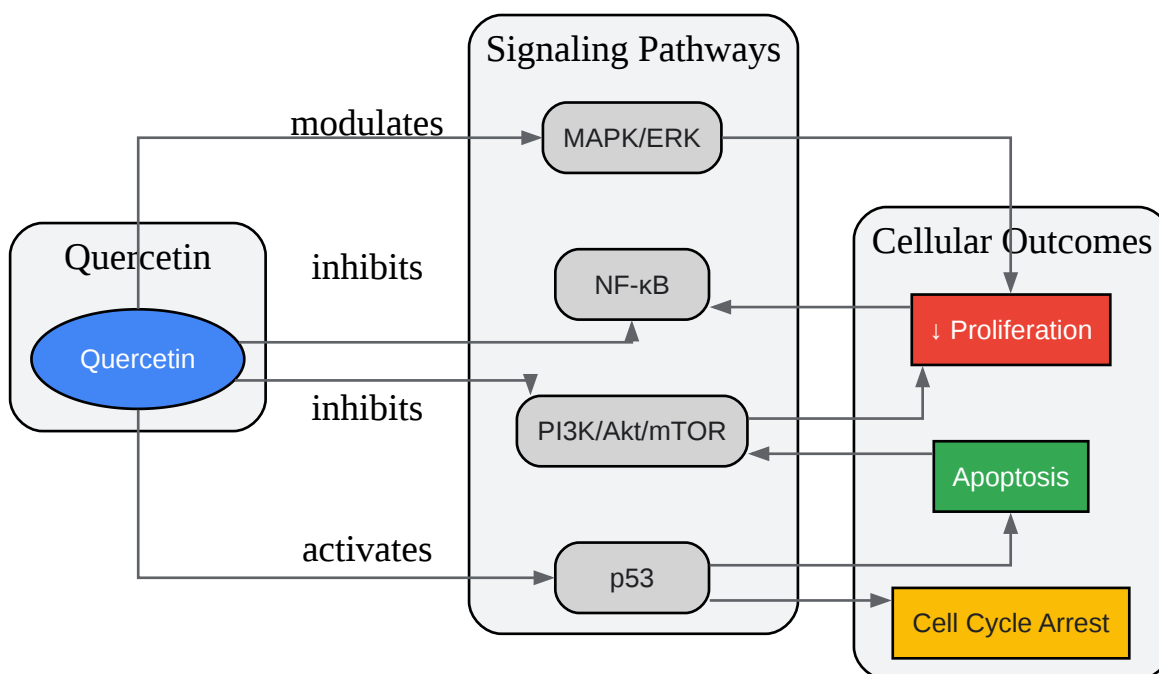 Signaling Pathways
modulates
MAPK/ERK
Quercetin
inhibits
NF-κB
Cellular Outcomes
↓ Proliferation
Quercetin
inhibits
PI3K/Akt/mTOR
Apoptosis
activates
p53
Cell Cycle Arrest